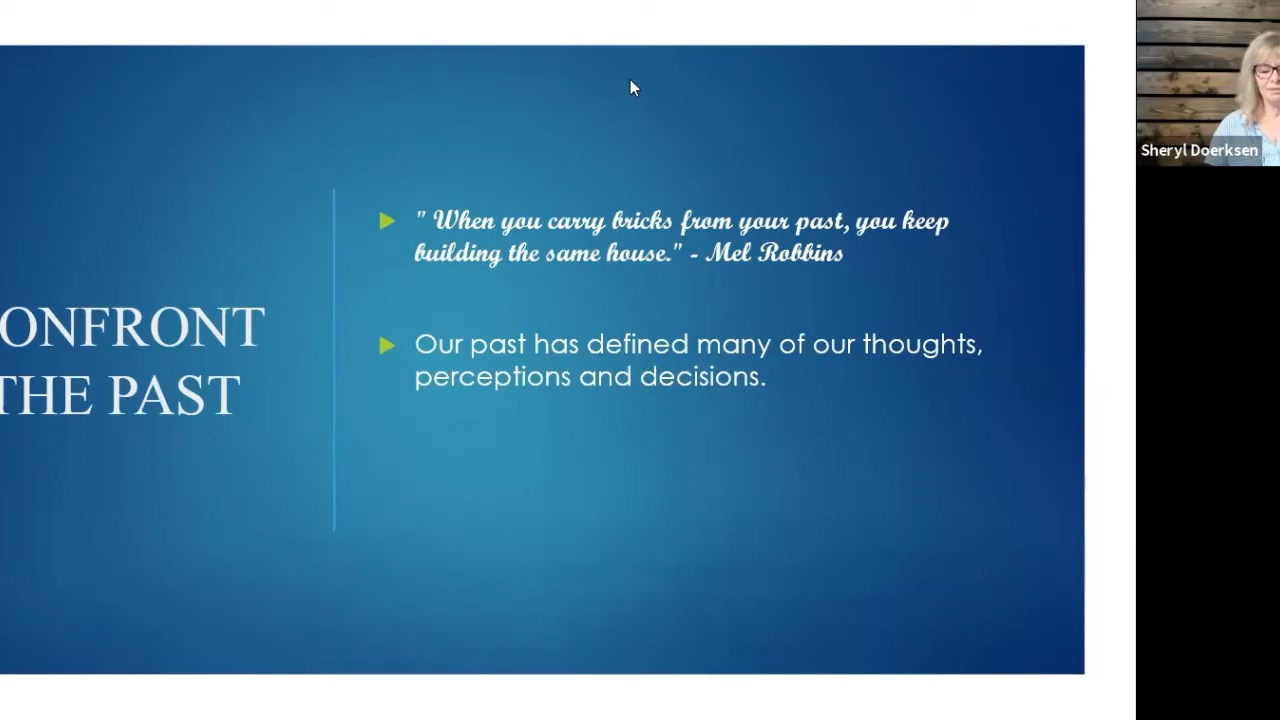 ONFRONT
THE PAST
" When you carry bricks from your past, you keep
building the same house." - Mel Robbins
Our past has defined many of our thoughts,
perceptions and decisions.
Sheryl Doerksen